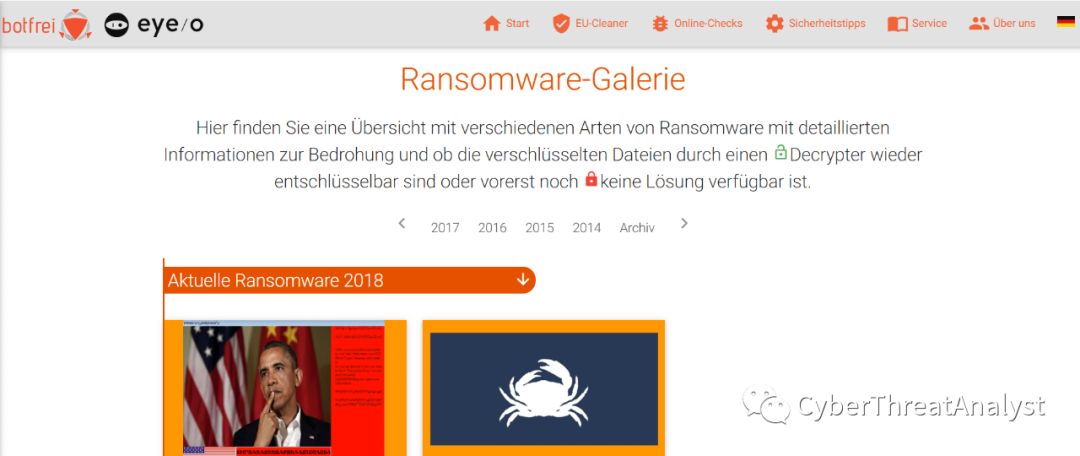 botfrei eye/o Start EU-Cleaner Online-Checks Sicherheitstipps Service Über uns
Ransomware-Galerie
Hier finden Sie eine Übersicht mit verschiedenen Arten von Ransomware mit detaillierten
Informationen zur Bedrohung und ob die verschlüsselten Dateien durch einen Decrypter wieder
entschlüsselbar sind oder vorerst noch keine Lösung verfügbar ist.
2017 2016 2015 2014 Archiv
Aktuelle Ransomware 2018
CyberThreatAnalyst